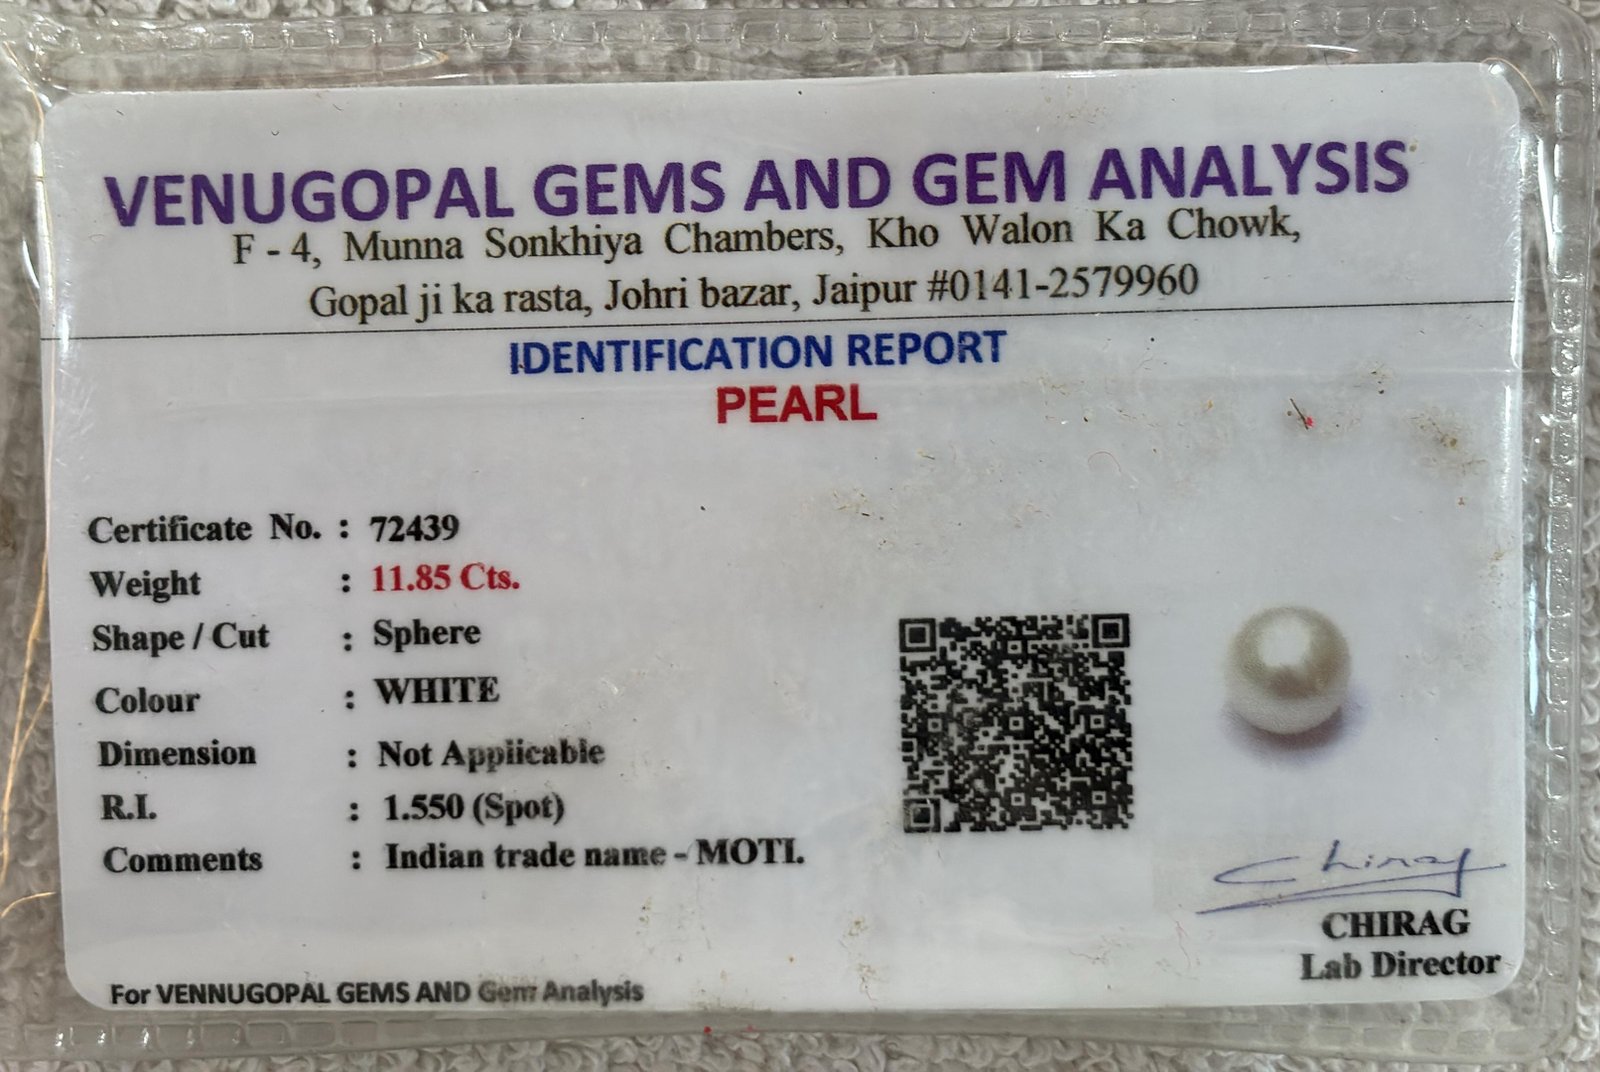 VENUGOPAL GEMS AND GEM ANALYSIS
F - 4, Munna Sonkhiya Chambers, Kho Walon Ka Chowk,
Gopal ji ka rasta, Johri bazar, Jaipur #0141-2579960
IDENTIFICATION REPORT
PEARL
Certificate No. : 72439
Weight : 11.85 Cts.
Shape / Cut : Sphere
Colour : WHITE
Dimension : Not Applicable
R.I. : 1.550 (Spot)
Comments : Indian trade name - MOTI.
Chirag
CHIRAG
Lab Director
For VENNUGOPAL GEMS AND Gem Analysis